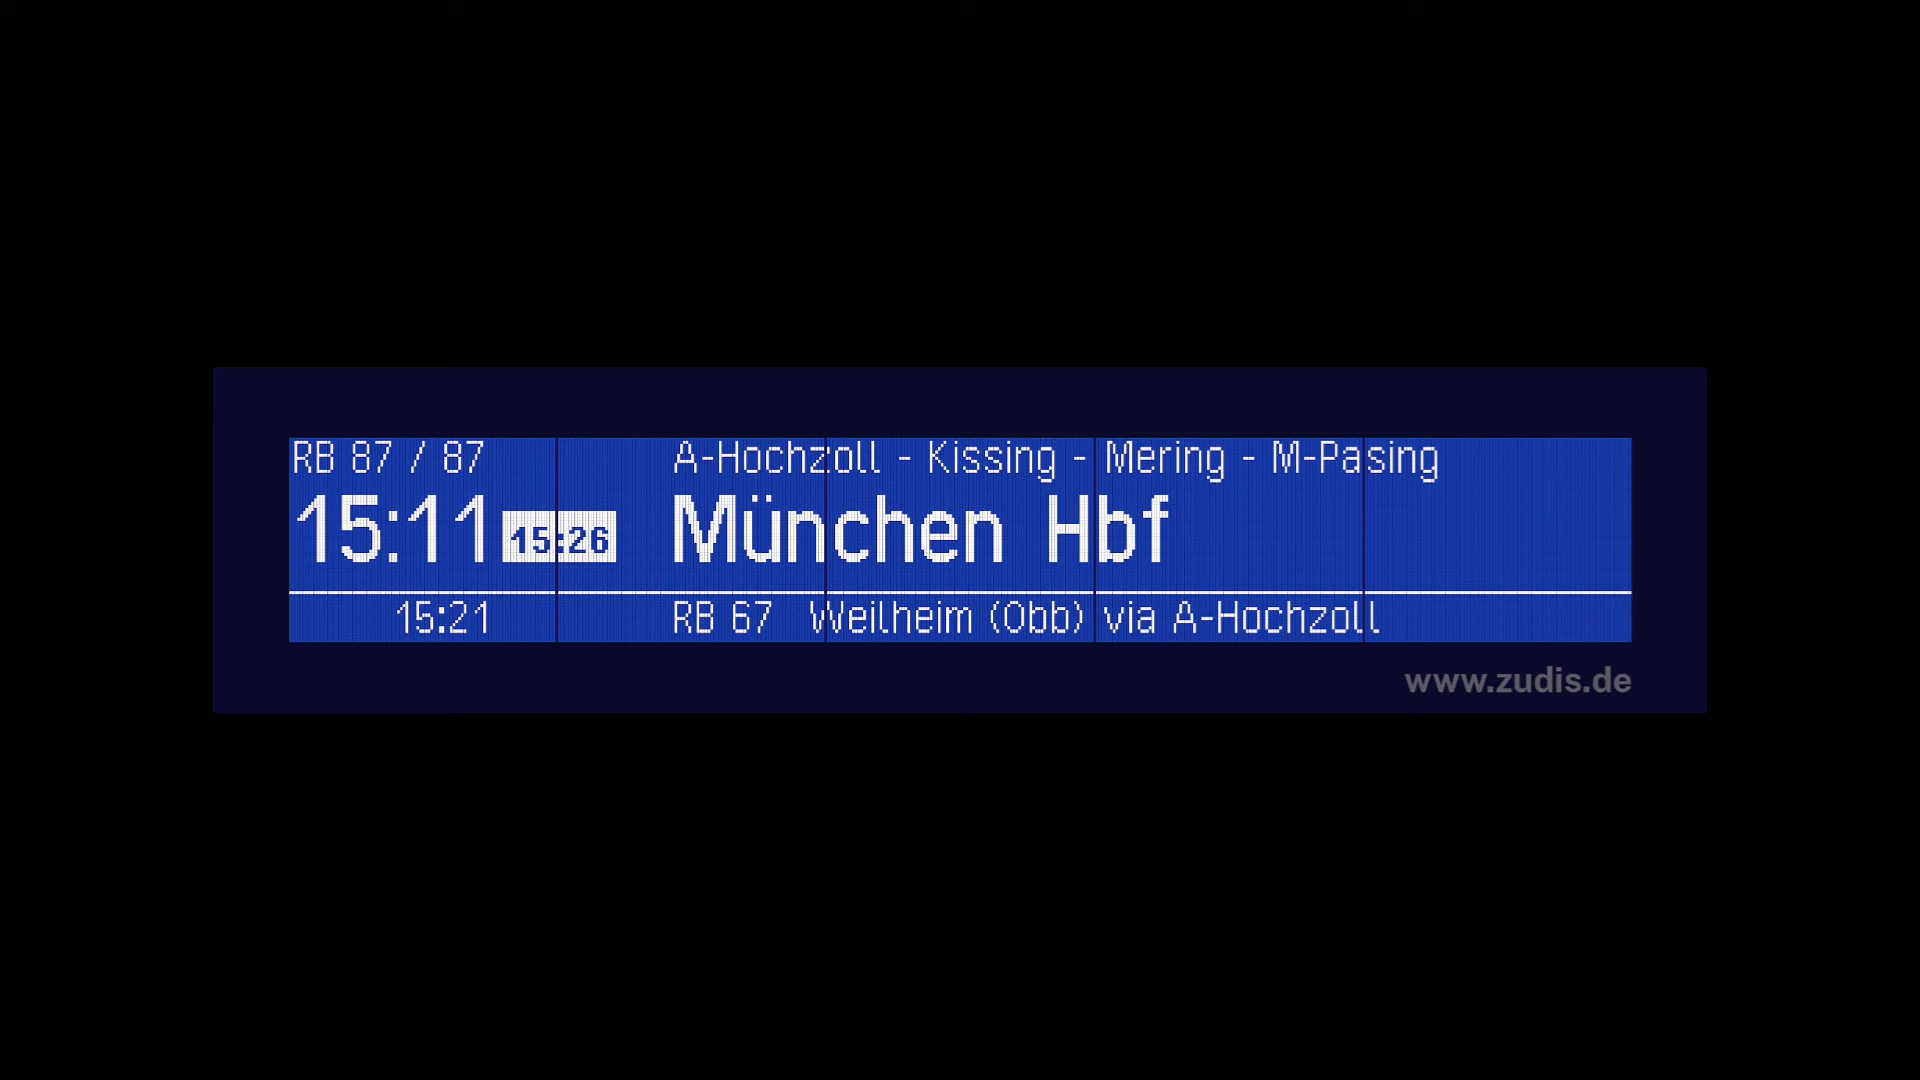 RB 87 / 87 A-Hochzoll - Kissing - Mering - M-Pasing
15:11 15:26 München Hbf
15:21 RB 67 Weilheim (Obb) via A-Hochzoll
www.zudis.de